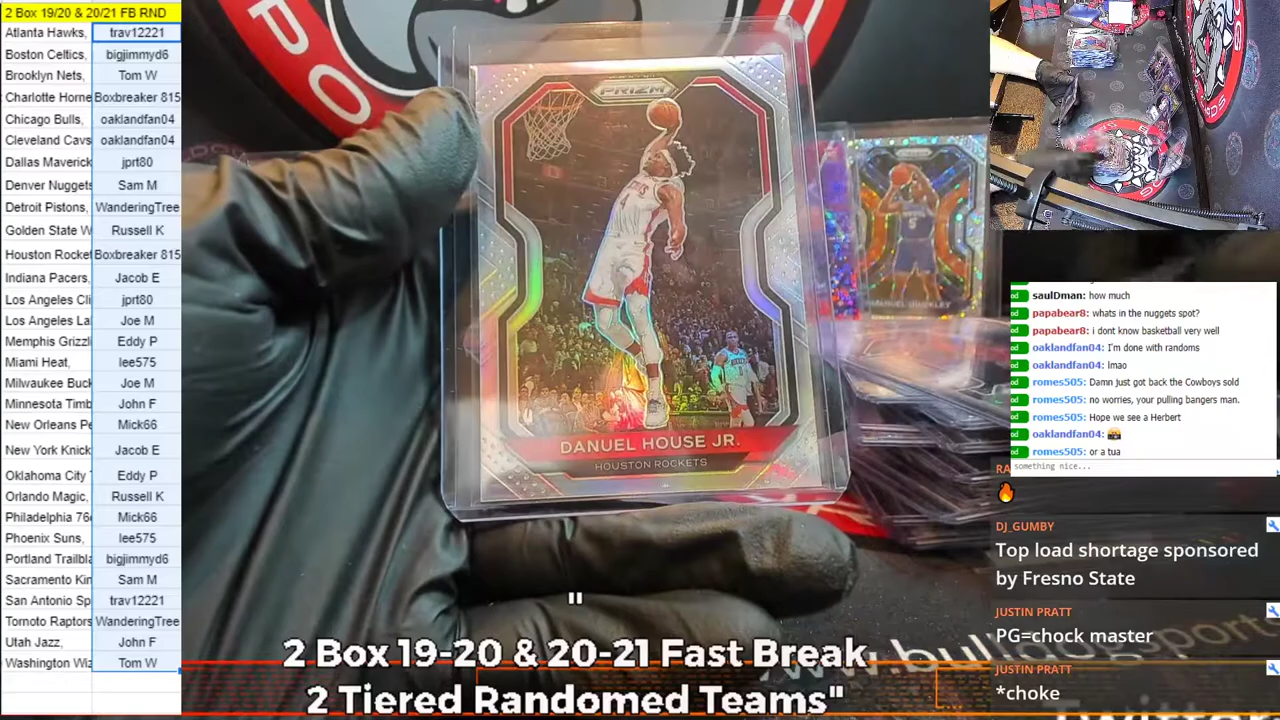 2 Box 19/20 & 20/21 FB RND
Atlanta Hawks, trav12221
Boston Celtics, bigjimmyd6
Brooklyn Nets, Tom W
Charlotte Horne Boxbreaker 815
Chicago Bulls, oaklandfan04
Cleveland Cavs oaklandfan04
Dallas Maverick jprt80
Denver Nuggets Sam M
Detroit Pistons, WanderingTree
Golden State W Russell K
Houston Rocket Boxbreaker 815
Indiana Pacers, Jacob E
Los Angeles Cli jprt80
Los Angeles La Joe M
Memphis Grizzl Eddy P
Miami Heat, lee575
Milwaukee Buck Joe M
Minnesota Timb John F
New Orleans Pe Mick66
New York Knick Jacob E
Oklahoma City Eddy P
Orlando Magic, Russell K
Philadelphia 76 Mick66
Phoenix Suns, lee575
Portland Trailbla bigjimmyd6
Sacramento Kin Sam M
San Antonio Sp trav12221
Tornoto Raptors WanderingTree
Utah Jazz, John F
Washington Wiz Tom W
PRIZM
DANUEL HOUSE JR.
HOUSTON ROCKETS
"
2 Box 19-20 & 20-21 Fast Break
2 Tiered Randomed Teams"
www.bulldogsport
Twitter
saulDman: how much
papabear8: whats in the nuggets spot?
papabear8: i dont know basketball very well
oaklandfan04: I'm done with randoms
oaklandfan04: lmao
romes505: Damn just got back the Cowboys sold
romes505: no worries, your pulling bangers man.
romes505: Hope we see a Herbert
oaklandfan04:
romes505: or a tua
something nice...
RA
DJ_GUMBY
Top load shortage sponsored
by Fresno State
JUSTIN PRATT
PG=chock master
JUSTIN PRATT
*choke